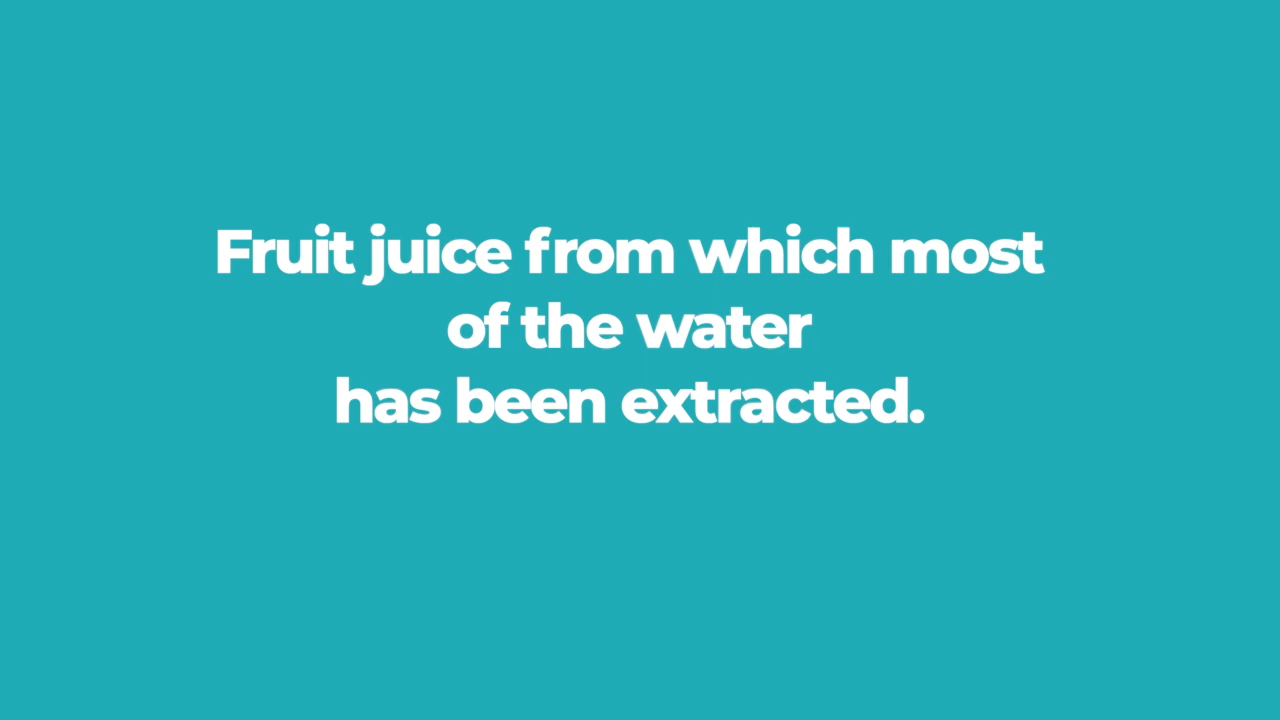 Fruit juice from which most
of the water
has been extracted.